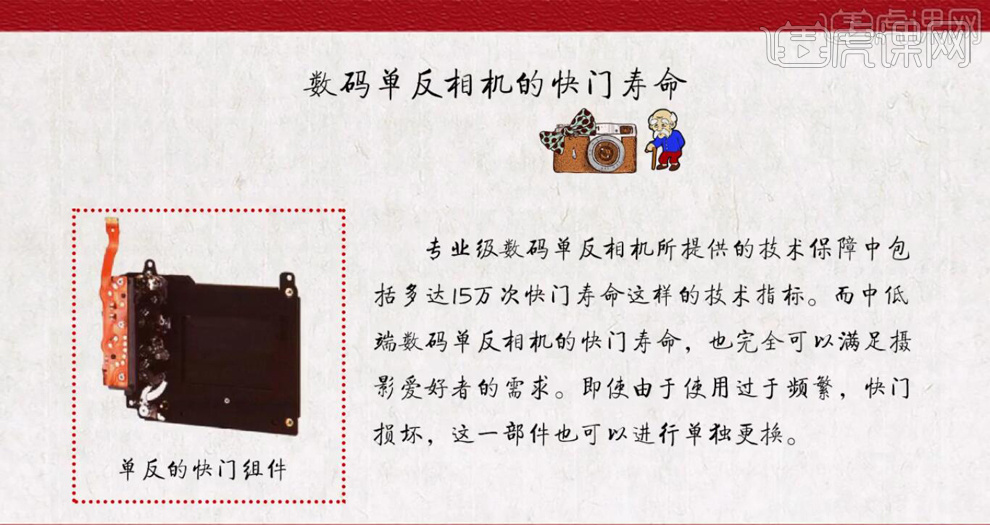 虎课网
数码单反相机的快门寿命
专业级数码单反相机所提供的技术保障中包
括多达15万次快门寿命这样的技术指标。而中低
端数码单反相机的快门寿命，也完全可以满足摄
影爱好者的需求。即使由于使用过于频繁，快门
损坏，这一部件也可以进行单独更换。
单反的快门组件